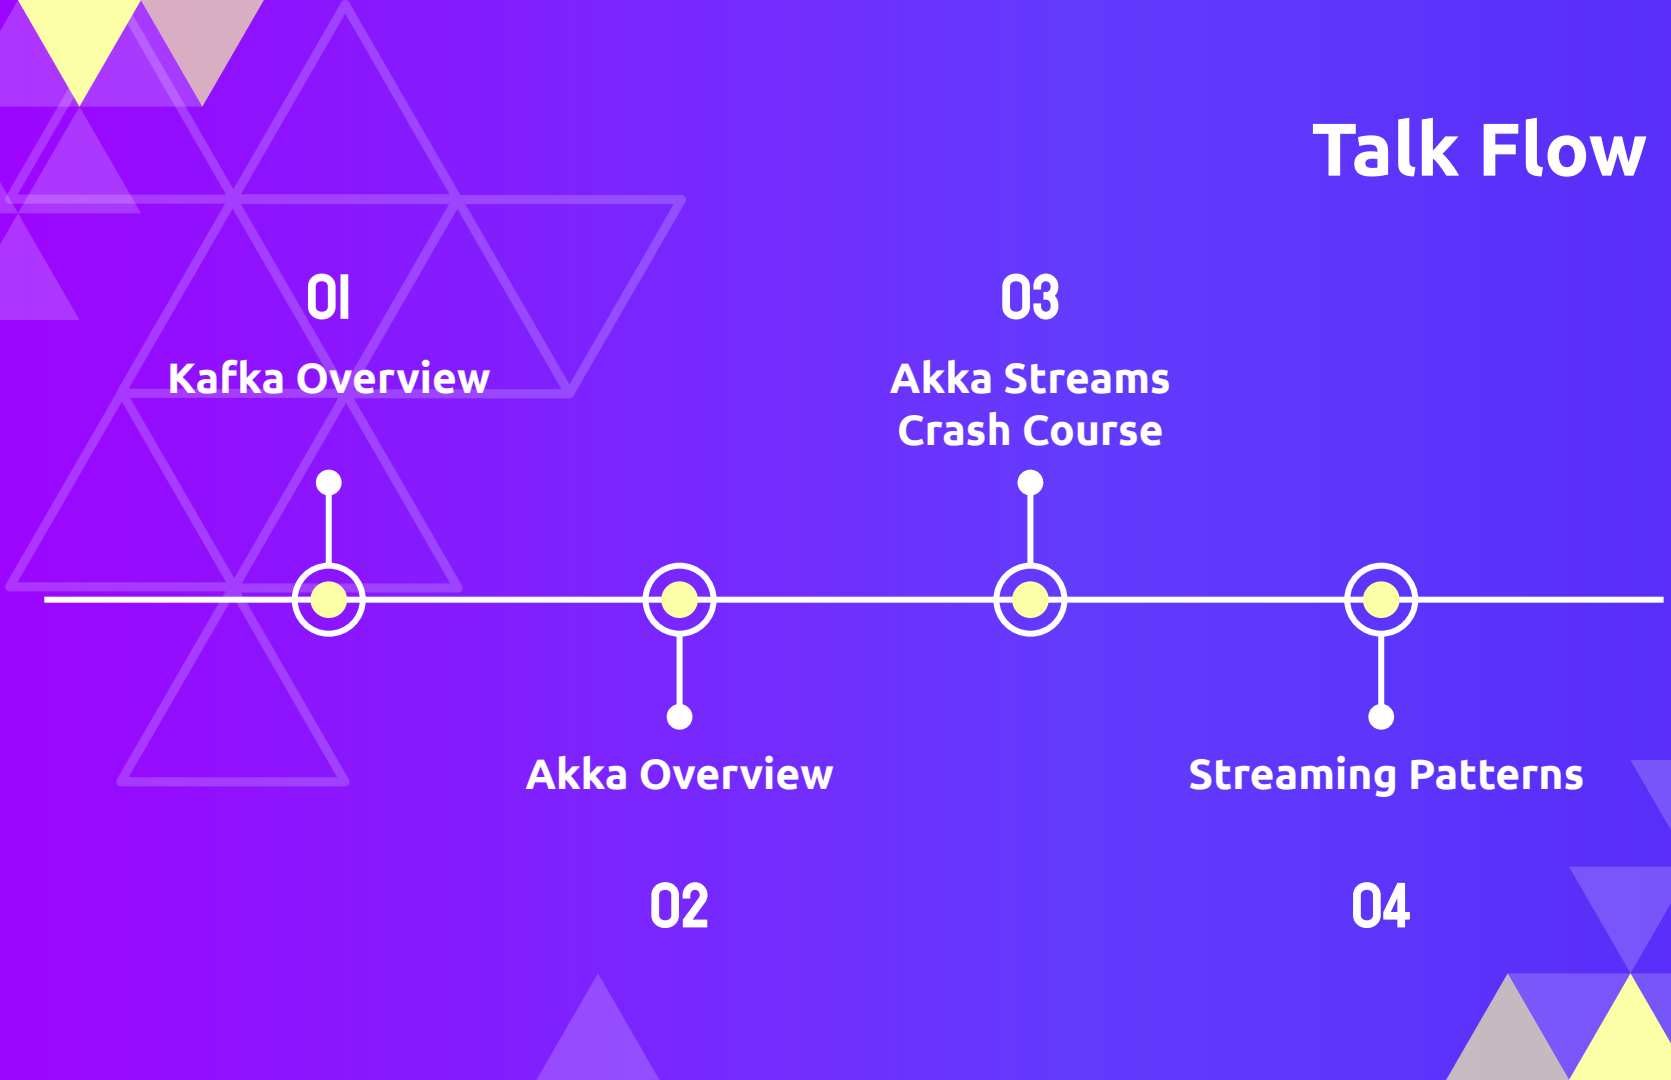 Talk Flow
01
Kafka Overview
03
Akka Streams
Crash Course
Akka Overview
02
Streaming Patterns
04